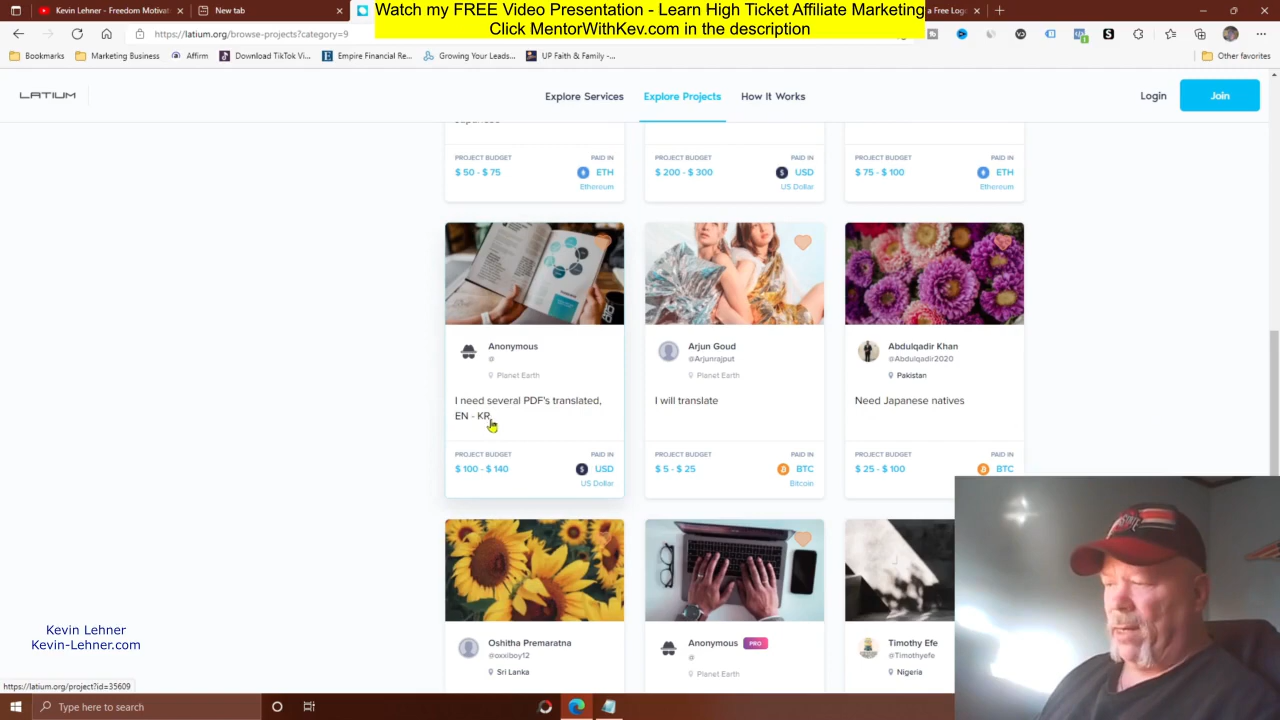 Freedom Motivat
New tab
e Free Logo
Watch my FREE Video Presentation - Learn High Ticket Affiliate Marketing
Click MentorWithKev.com in the description
https://latium.org/browse-projects?category=9
Bookmarks
Marketing Business
Affirm
Download TikTok Vi...
Empire Financial Re...
Growing Your Leads...
UP Faith & Family -...
Other favorites
LATIUM
Explore Services
Explore Projects
How It Works
Login
Join
PROJECT BUDGET
PAID IN
$ 50 - $ 75
ETH
Ethereum
PROJECT BUDGET
PAID IN
$ 200 - $ 300
USD
US Dollar
PROJECT BUDGET
PAID IN
$ 75 - $ 100
ETH
Ethereum
Anonymous
@
Planet Earth
I need several PDF's translated,
EN - KR
PROJECT BUDGET
PAID IN
$ 100 - $ 140
USD
US Dollar
Arjun Goud
@Arjunrajput
Planet Earth
I will translate
PROJECT BUDGET
PAID IN
$ 5 - $ 25
BTC
Bitcoin
Abdulqadir Khan
@Abdulqadir2020
Pakistan
Need Japanese natives
PROJECT BUDGET
PAID IN
$ 25 - $ 100
BTC
Oshitha Premaratna
@oxxiboy12
Sri Lanka
Anonymous PRO
@
Planet Earth
Timothy Efe
@Timothyefe
Nigeria
Kevin Lehner
Kevin-Lehner.com
https://latium.org/project?id=35609
Type here to search